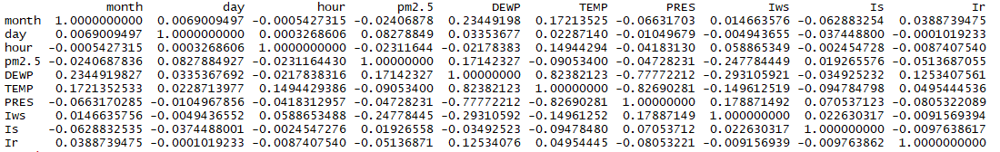 month day hour pm2.5 DEWP TEMP PRES Iws Is Ir
month 1.0000000000 0.0069009497 -0.0005427315 -0.02406878 0.23449198 0.17213525 -0.06631703 0.014663576 -0.062883254 0.0388739475
day 0.0069009497 1.0000000000 0.0003268606 0.08278849 0.03353677 0.02287140 -0.01049679 -0.004943655 -0.037448800 -0.0001019233
hour -0.0005427315 0.0003268606 1.0000000000 -0.02311644 -0.02178383 0.14944294 -0.04183130 0.058865349 -0.002454728 -0.0087407540
pm2.5 -0.0240687836 0.0827884927 -0.0231164430 1.00000000 0.17142327 -0.09053400 -0.04728231 -0.247784449 0.019265576 -0.0513687055
DEWP 0.2344919827 0.0335367692 -0.0217838316 0.17142327 1.00000000 0.82382123 -0.77772212 -0.293105921 -0.034925232 0.1253407561
TEMP 0.1721352533 0.0228713977 0.1494429386 -0.09053400 0.82382123 1.00000000 -0.82690281 -0.149612519 -0.094784798 0.0495444536
PRES -0.0663170285 -0.0104967856 -0.0418312957 -0.04728231 -0.77772212 -0.82690281 1.00000000 0.178871492 0.070537123 -0.0805322089
Iws 0.0146635756 -0.0049436552 0.0588653488 -0.24778445 -0.29310592 -0.14961252 0.17887149 1.000000000 0.022630317 -0.0091569394
Is -0.0628832535 -0.0374488001 -0.0024547276 0.01926558 -0.03492523 -0.09478480 0.07053712 0.022630317 1.000000000 -0.0097638617
Ir 0.0388739475 -0.0001019233 -0.0087407540 -0.05136871 0.12534076 0.04954445 -0.08053221 -0.009156939 -0.009763862 1.0000000000